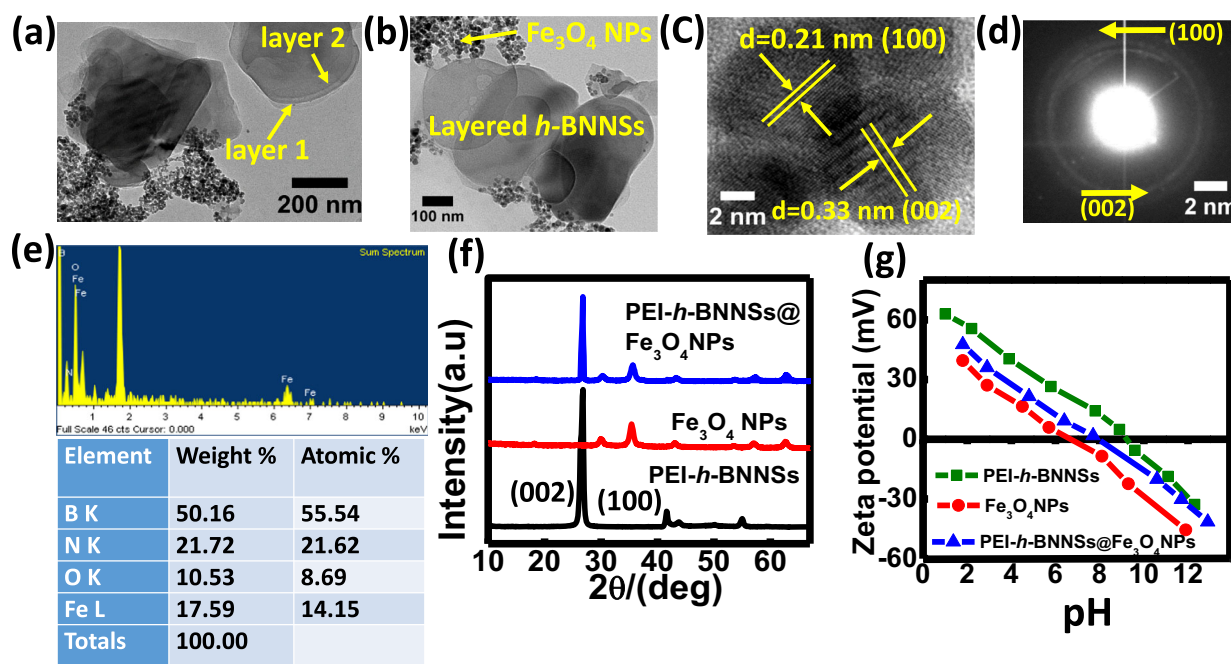 (a)
layer 2
layer 1
200 nm
(b)
Fe3O4 NPs
Layered h-BNNSs
100 nm
(C)
d=0.21 nm (100)
2 nm
d=0.33 nm (002)
(d)
(100)
(002)
2 nm
(e)
Sum Spectrum
B
O
Fe
Fe
N
Fe
Fe
1 2 3 4 5 6 7 8 9 10
Full Scale 46 cts Cursor: 0.000
keV
Element Weight % Atomic %
B K 50.16 55.54
N K 21.72 21.62
O K 10.53 8.69
Fe L 17.59 14.15
Totals 100.00
(f)
Intensity(a.u)
PEI-h-BNNSs@
Fe3O4NPs
Fe3O4 NPs
PEI-h-BNNSs
(002)
(100)
10 20 30 40 50 60
2θ/(deg)
(g)
Zeta potential (mV)
60
30
0
-30
-60
PEI-h-BNNSs
Fe3O4NPs
PEI-h-BNNSs@Fe3O4NPs
0 2 4 6 8 10 12
pH